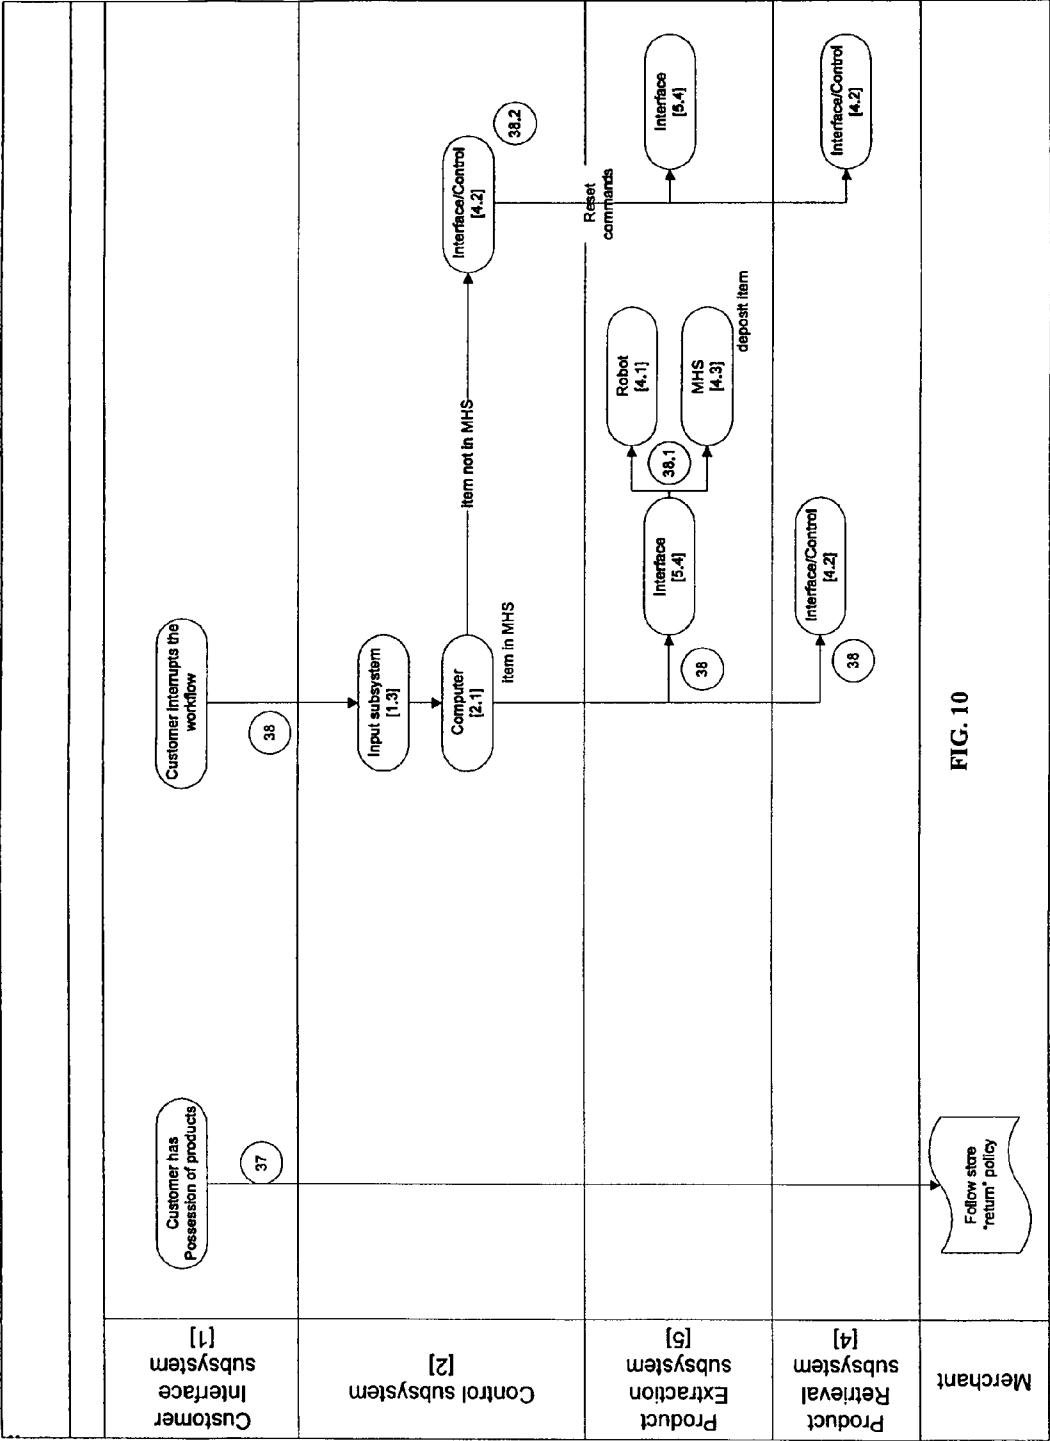 Customer
Interface
subsystem
[1]
Customer has
Possession of products
37
Customer interrupts the
workflow
38
Control subsystem
[2]
Input subsystem
[1.3]
Computer
[2.1]
item in MHS
item not in MHS
Interface/Control
[4.2]
38.2
Product
Extraction
subsystem
[5]
Reset
commands
38
Interface
[5.4]
38.1
Robot
[4.1]
MHS
[4.3]
deposit item
Interface
[5.4]
Product
Retrieval
subsystem
[4]
38
Interface/Control
[4.2]
Interface/Control
[4.2]
Merchant
Follow store
"return" policy
FIG. 10